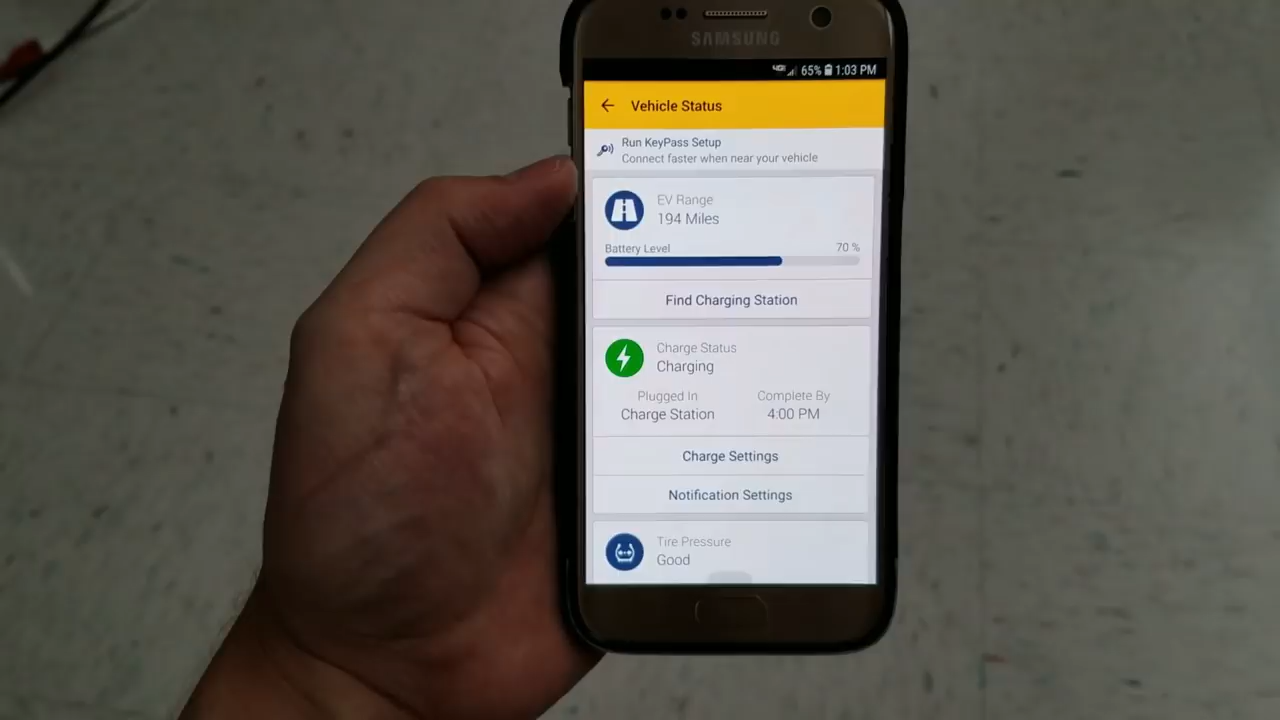 SAMSUNG
65% 1:03 PM
Vehicle Status
Run KeyPass Setup
Connect faster when near your vehicle
EV Range
194 Miles
Battery Level 70 %
Find Charging Station
Charge Status
Charging
Plugged In Complete By
Charge Station 4:00 PM
Charge Settings
Notification Settings
Tire Pressure
Good